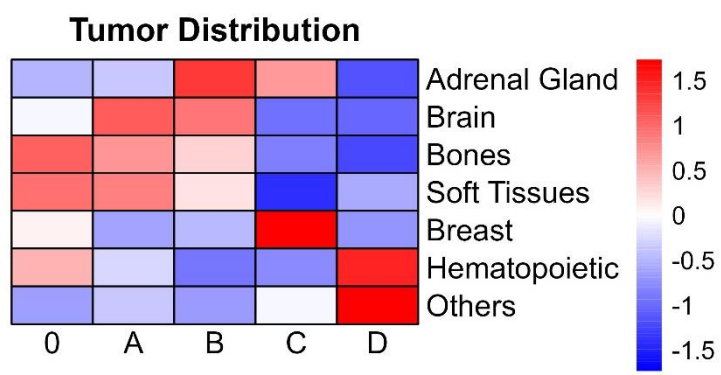 Tumor Distribution
Adrenal Gland
Brain
Bones
Soft Tissues
Breast
Hematopoietic
Others
0 A B C D
1.5
1
0.5
0
-0.5
-1
-1.5